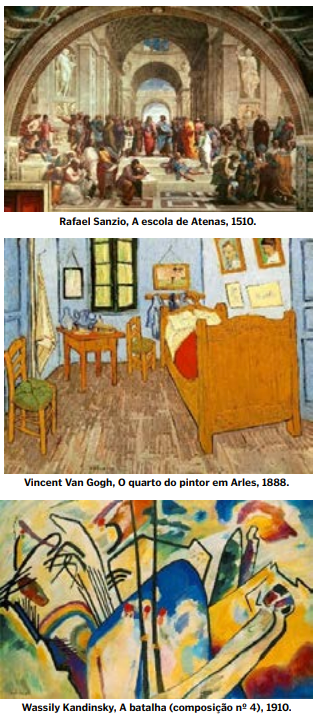 Rafael Sanzio, A escola de Atenas, 1510.
Vincent Van Gogh, O quarto do pintor em Arles, 1888.
Wassily Kandinsky, A batalha (composição nº 4), 1910.